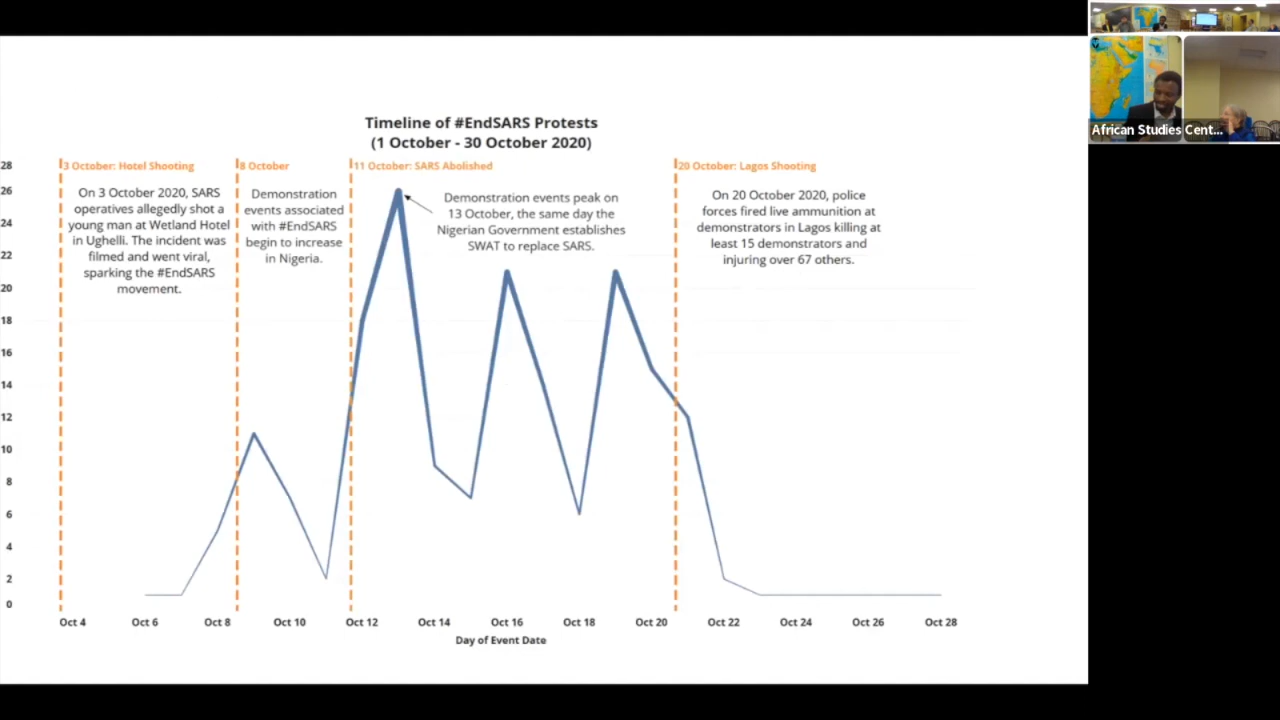 Timeline of #EndSARS Protests
(1 October - 30 October 2020)
3 October: Hotel Shooting
8 October
11 October: SARS Abolished
20 October: Lagos Shooting
On 3 October 2020, SARS
operatives allegedly shot a
young man at Wetland Hotel
in Ughelli. The incident was
filmed and went viral,
sparking the #EndSARS
movement.
Demonstration
events associated
with #EndSARS
begin to increase
in Nigeria.
Demonstration events peak on
13 October, the same day the
Nigerian Government establishes
SWAT to replace SARS.
On 20 October 2020, police
forces fired live ammunition at
demonstrators in Lagos killing at
least 15 demonstrators and
injuring over 67 others.
28
26
24
22
20
18
16
14
12
10
8
6
4
2
0
Oct 4
Oct 6
Oct 8
Oct 10
Oct 12
Oct 14
Oct 16
Oct 18
Oct 20
Oct 22
Oct 24
Oct 26
Oct 28
Day of Event Date
African Studies Cent...